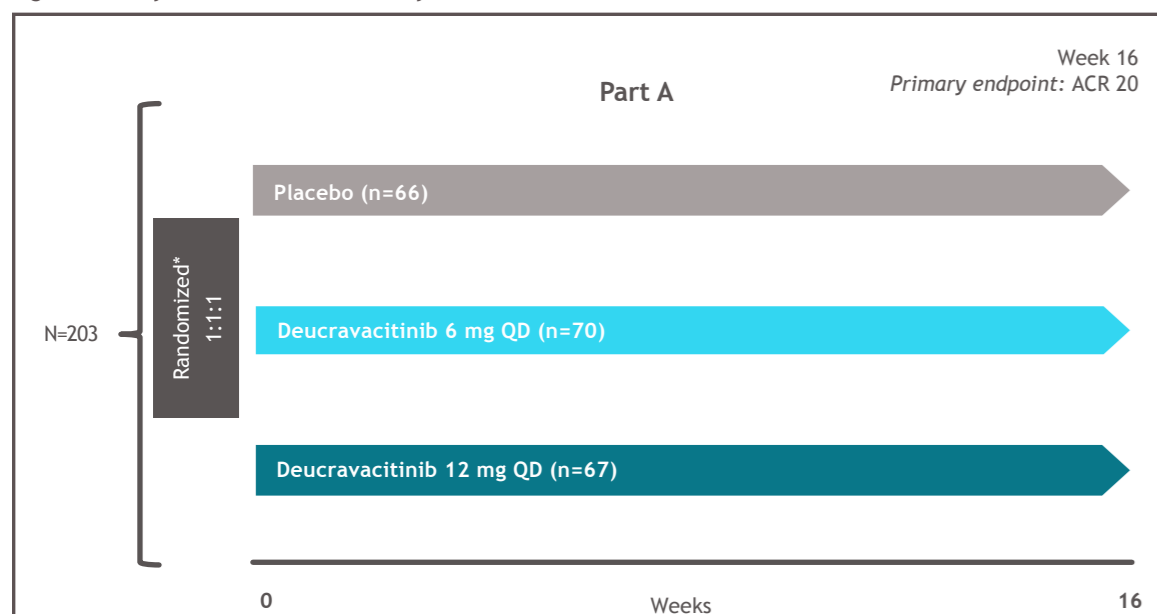 Week 16
Primary endpoint: ACR 20
Part A
Placebo (n=66)
Randomized*
1:1:1
N=203
Deucravacitinib 6 mg QD (n=70)
Deucravacitinib 12 mg QD (n=67)
0
Weeks
16